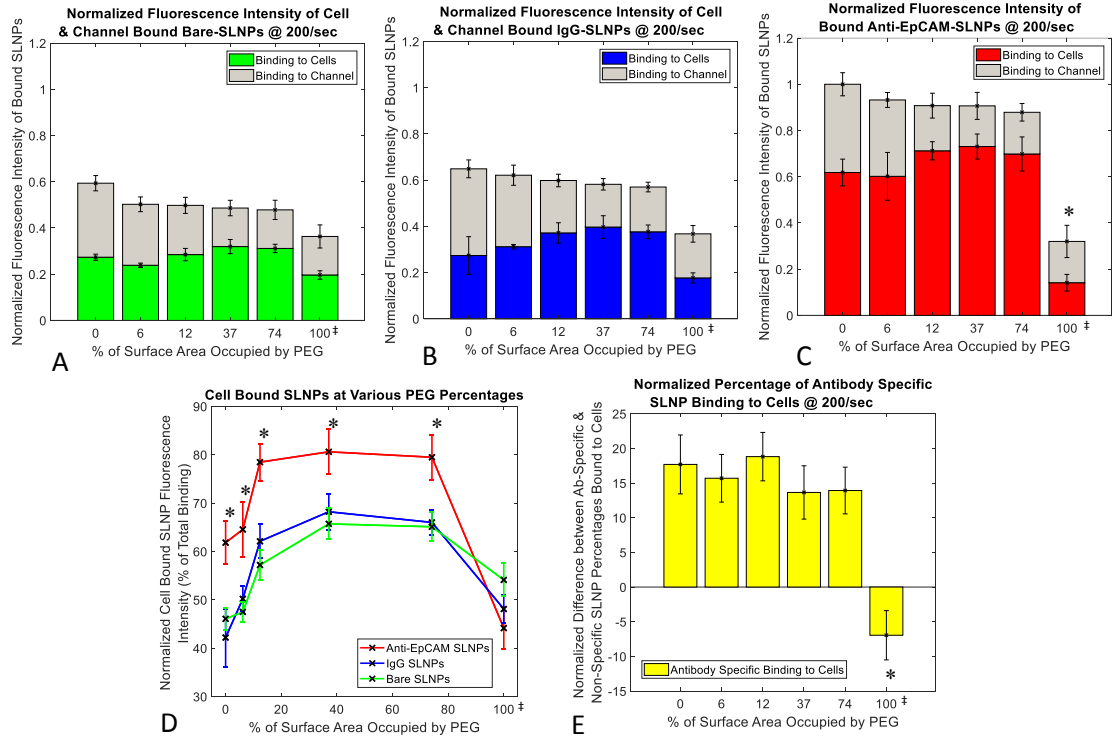 Normalized Fluorescence Intensity of Cell
& Channel Bound Bare-SLNPs @ 200/sec
Normalized Fluorescence Intensity of Bound SLNPs
1.2
1
0.8
0.6
0.4
0.2
0
Binding to Cells
Binding to Channel
0 6 12 37 74 100 ‡
% of Surface Area Occupied by PEG
A
Normalized Fluorescence Intensity of Cell
& Channel Bound IgG-SLNPs @ 200/sec
Normalized Fluorescence Intensity of Bound SLNPs
1.2
1
0.8
0.6
0.4
0.2
0
Binding to Cells
Binding to Channel
0 6 12 37 74 100 ‡
% of Surface Area Occupied by PEG
B
Normalized Fluorescence Intensity of
Bound Anti-EpCAM-SLNPs @ 200/sec
Normalized Fluorescence Intensity of Bound SLNPs
1.2
1
0.8
0.6
0.4
0.2
0
Binding to Cells
Binding to Channel
*
0 6 12 37 74 100 ‡
% of Surface Area Occupied by PEG
C
Cell Bound SLNPs at Various PEG Percentages
Normalized Cell Bound SLNP Fluorescence
Intensity (% of Total Binding)
90
80
70
60
50
40
30
* * * * *
Anti-EpCAM SLNPs
IgG SLNPs
Bare SLNPs
0 20 40 60 80 100 ‡
% of Surface Area Occupied by PEG
D
Normalized Percentage of Antibody Specific
SLNP Binding to Cells @ 200/sec
Normalized Difference between Ab-Specific &
Non-Specific SLNP Percentages Bound to Cells
25
20
15
10
5
0
-5
-10
-15
Antibody Specific Binding to Cells
*
0 6 12 37 74 100 ‡
% of Surface Area Occupied by PEG
E